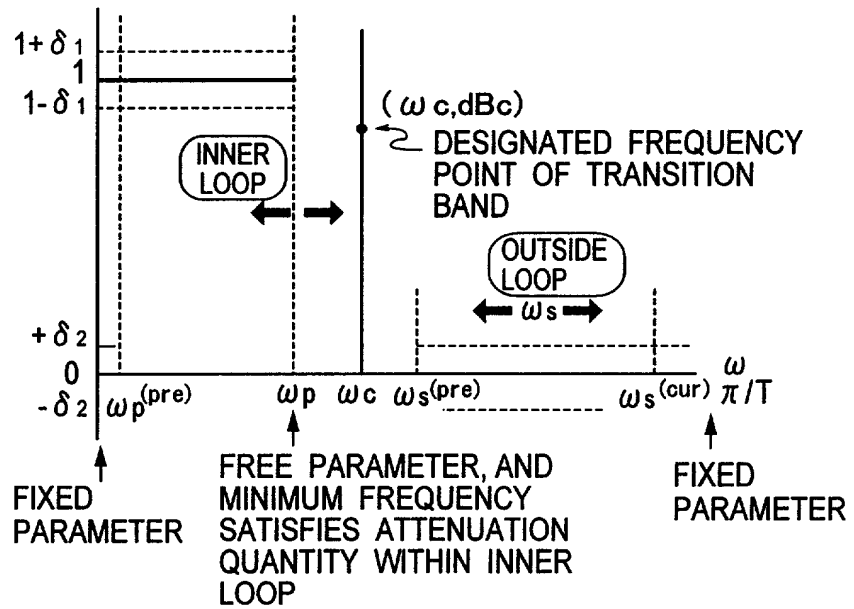 1+δ1
1
1-δ1
(ωc,dBc)
DESIGNATED FREQUENCY
POINT OF TRANSITION
BAND
INNER
LOOP
OUTSIDE
LOOP
ωs
+δ2
0
-δ2
ωp(pre)
ωp
ωc
ωs(pre)
ωs(cur)
ω
π/T
FIXED
PARAMETER
FREE PARAMETER, AND
MINIMUM FREQUENCY
SATISFIES ATTENUATION
QUANTITY WITHIN INNER
LOOP
FIXED
PARAMETER